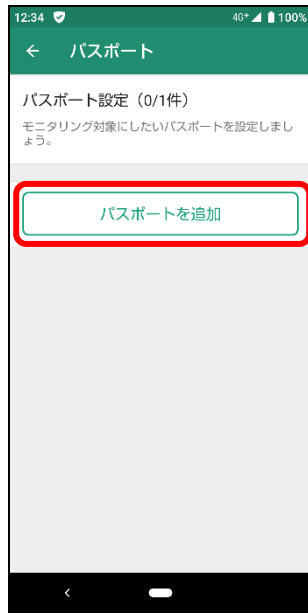 12:34 4G+ 100%
← パスポート
パスポート設定（0/1件）
モニタリング対象にしたいパスポートを設定しまし
ょう。
パスポートを追加